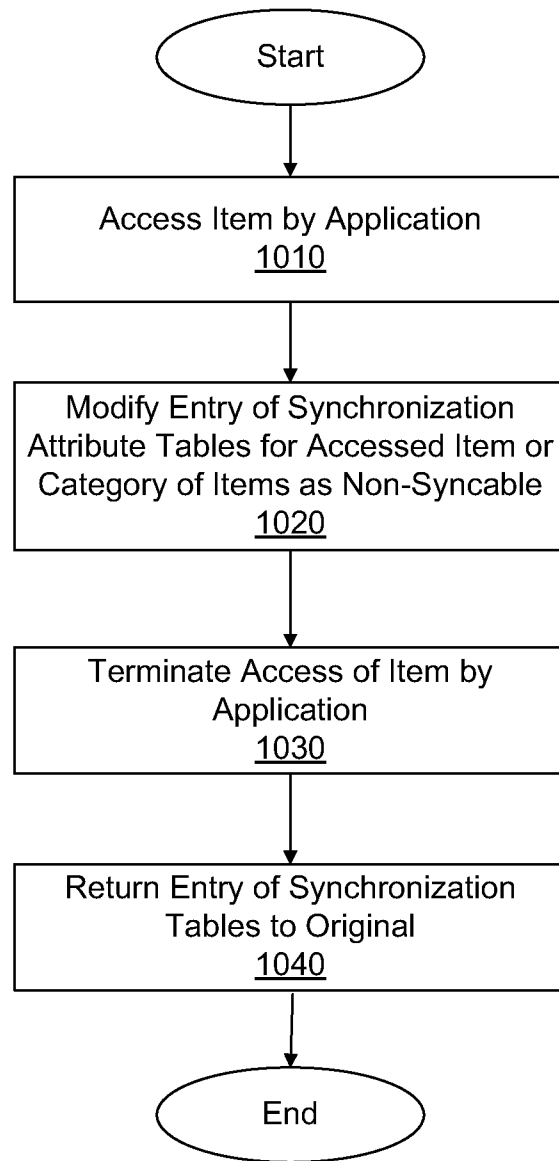 Start
Access Item by Application
1010
Modify Entry of Synchronization
Attribute Tables for Accessed Item or
Category of Items as Non-Syncable
1020
Terminate Access of Item by
Application
1030
Return Entry of Synchronization
Tables to Original
1040
End